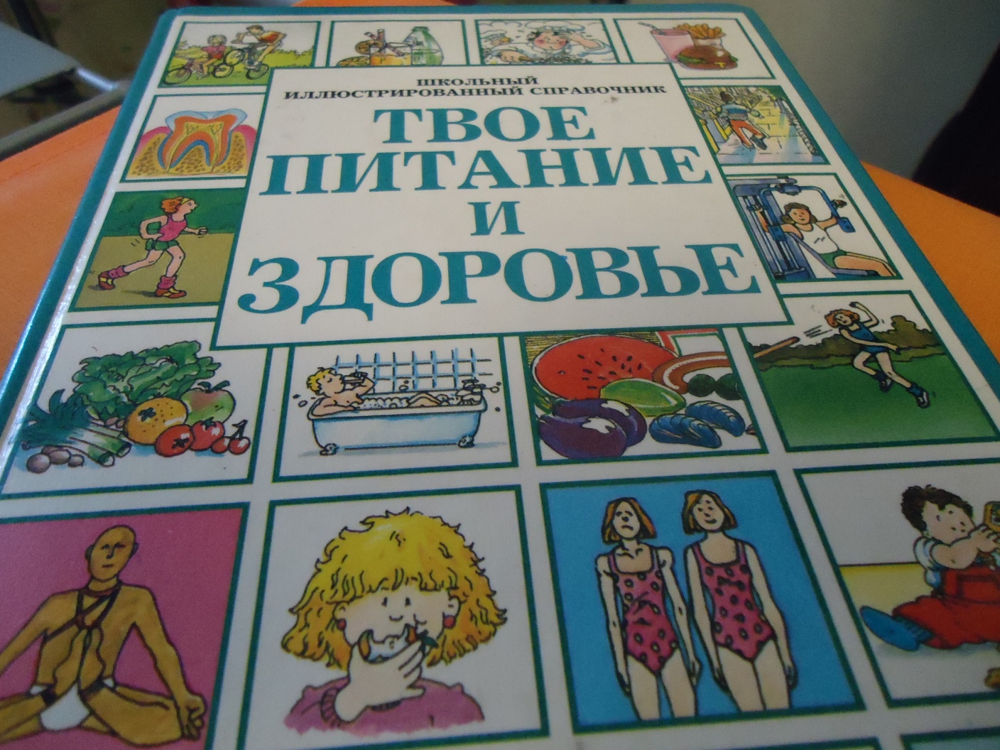 ШКОЛЬНЫЙ
ИЛЛЮСТРИРОВАННЫЙ СПРАВОЧНИК
ТВОЕ
ПИТАНИЕ
И
ЗДОРОВЬЕ